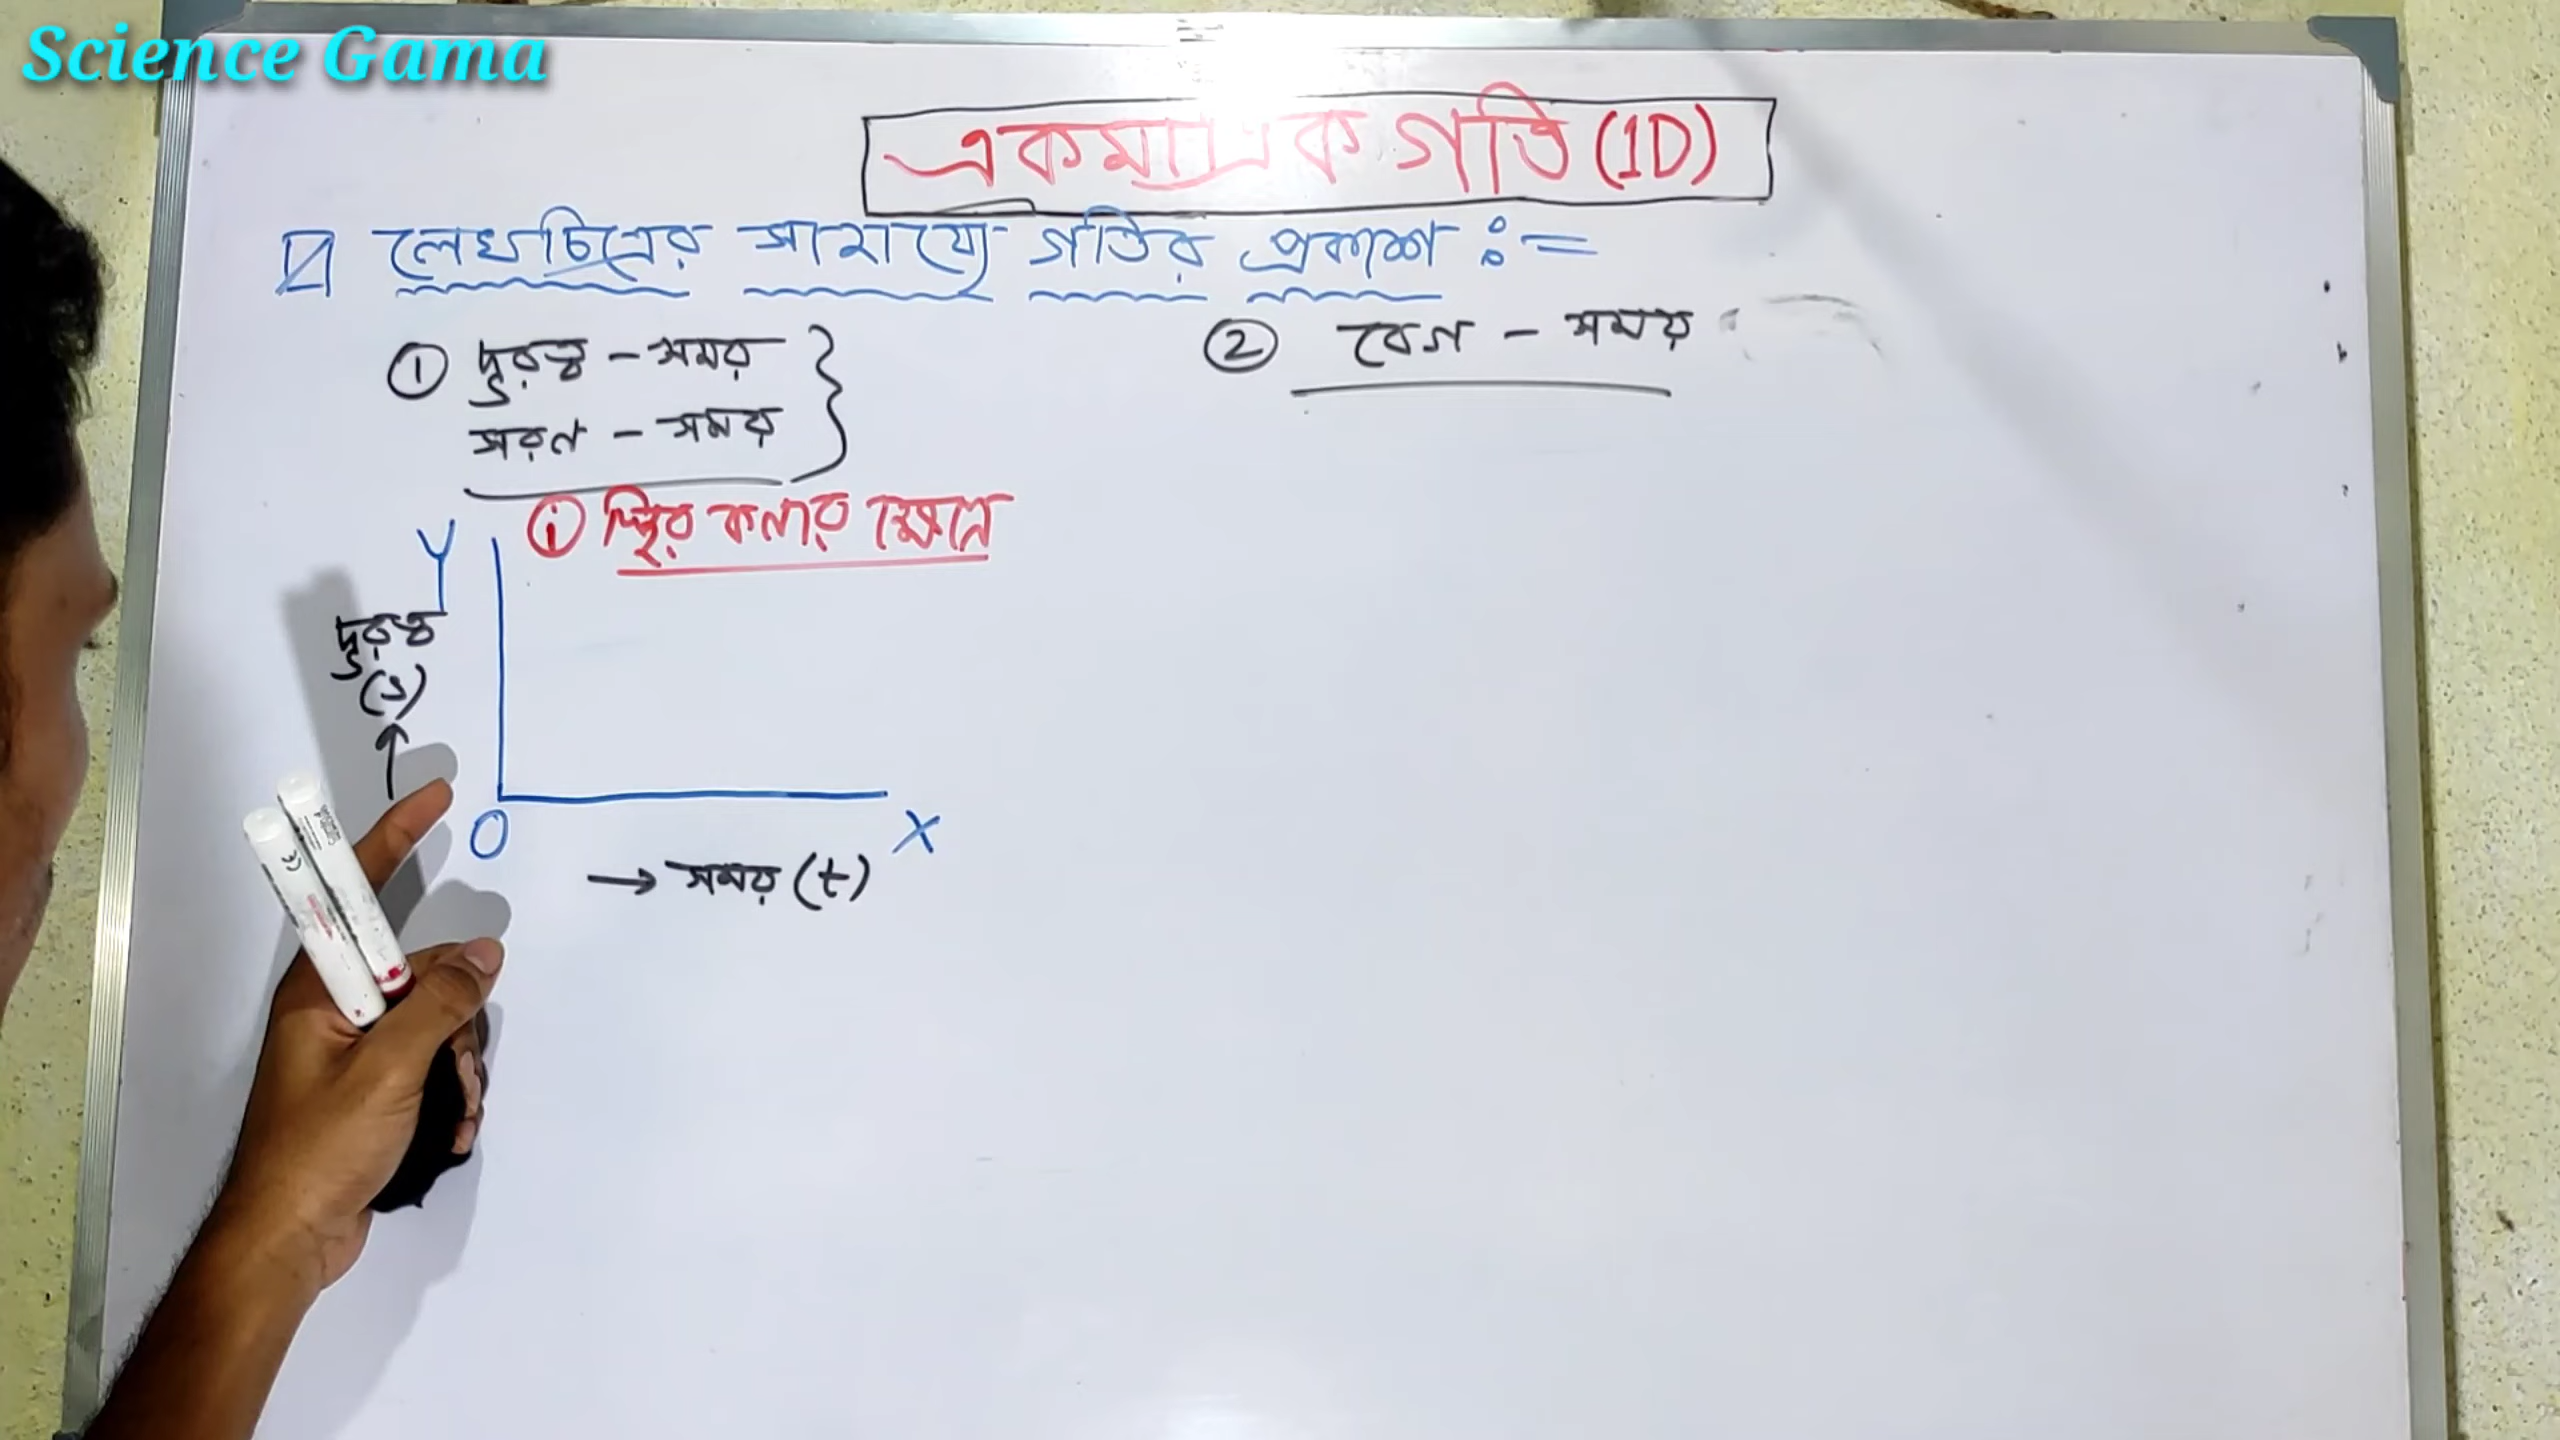 Science Gama
একমাত্রিক গতি (1D)
লেখচিত্রের সাহায্যে গতির প্রকাশ :=
① দুরত্ব - সময়
সরণ - সময়
② বেগ - সময়
ⓘ স্থির কণার ক্ষেত্রে
Y
দুরত্ব
(s)
O
X
→ সময় (t)